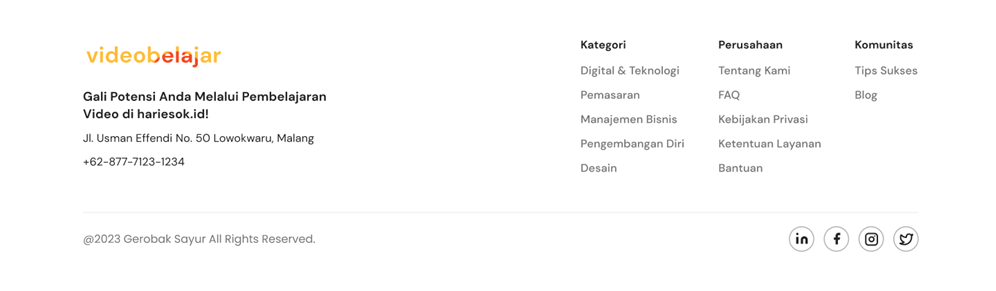 videobelajar
Gali Potensi Anda Melalui Pembelajaran
Video di hariesok.id!
Jl. Usman Effendi No. 50 Lowokwaru, Malang
+62-877-7123-1234
Kategori
Digital & Teknologi
Pemasaran
Manajemen Bisnis
Pengembangan Diri
Desain
Perusahaan
Tentang Kami
FAQ
Kebijakan Privasi
Ketentuan Layanan
Bantuan
Komunitas
Tips Sukses
Blog
@2023 Gerobak Sayur All Rights Reserved.